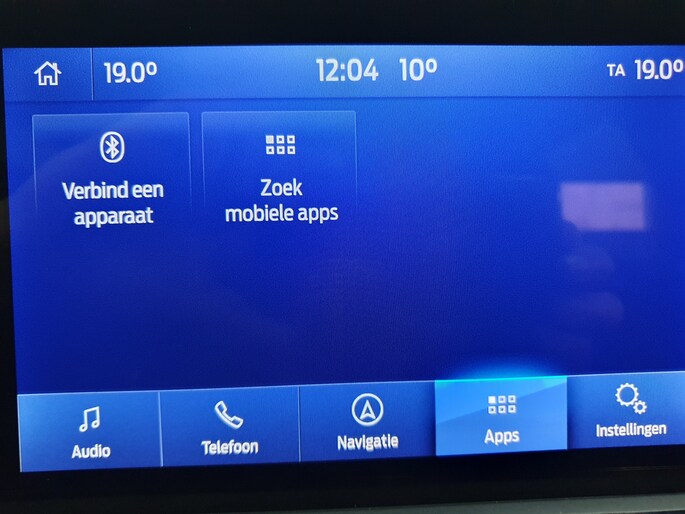 19.0° 12:04 10° TA 19.0°
Verbind een
apparaat
Zoek
mobiele apps
Audio Telefoon Navigatie Apps Instellingen